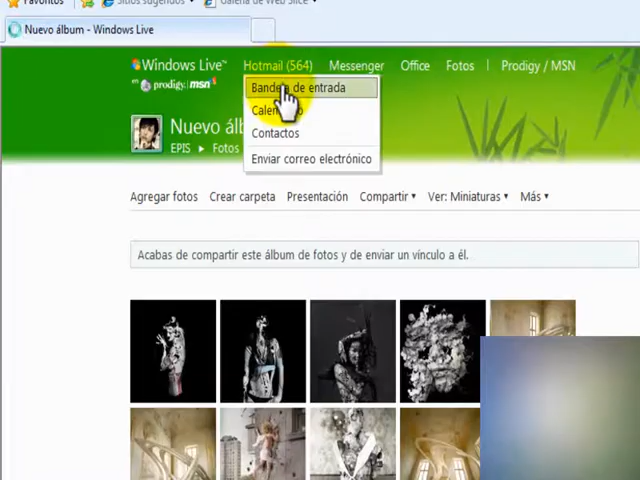 Favoritos Sitios sugeridos Galería de Web Slice
Nuevo álbum - Windows Live
Windows Live™ Hotmail (564) Messenger Office Fotos Prodigy / MSN
en prodigy/msn
Bandeja de entrada
Nuevo
Contactos
EPIS ► Fotos
Enviar correo electrónico
Agregar fotos Crear carpeta Presentación Compartir Ver: Miniaturas Más
Acabas de compartir este álbum de fotos y de enviar un vínculo a él.